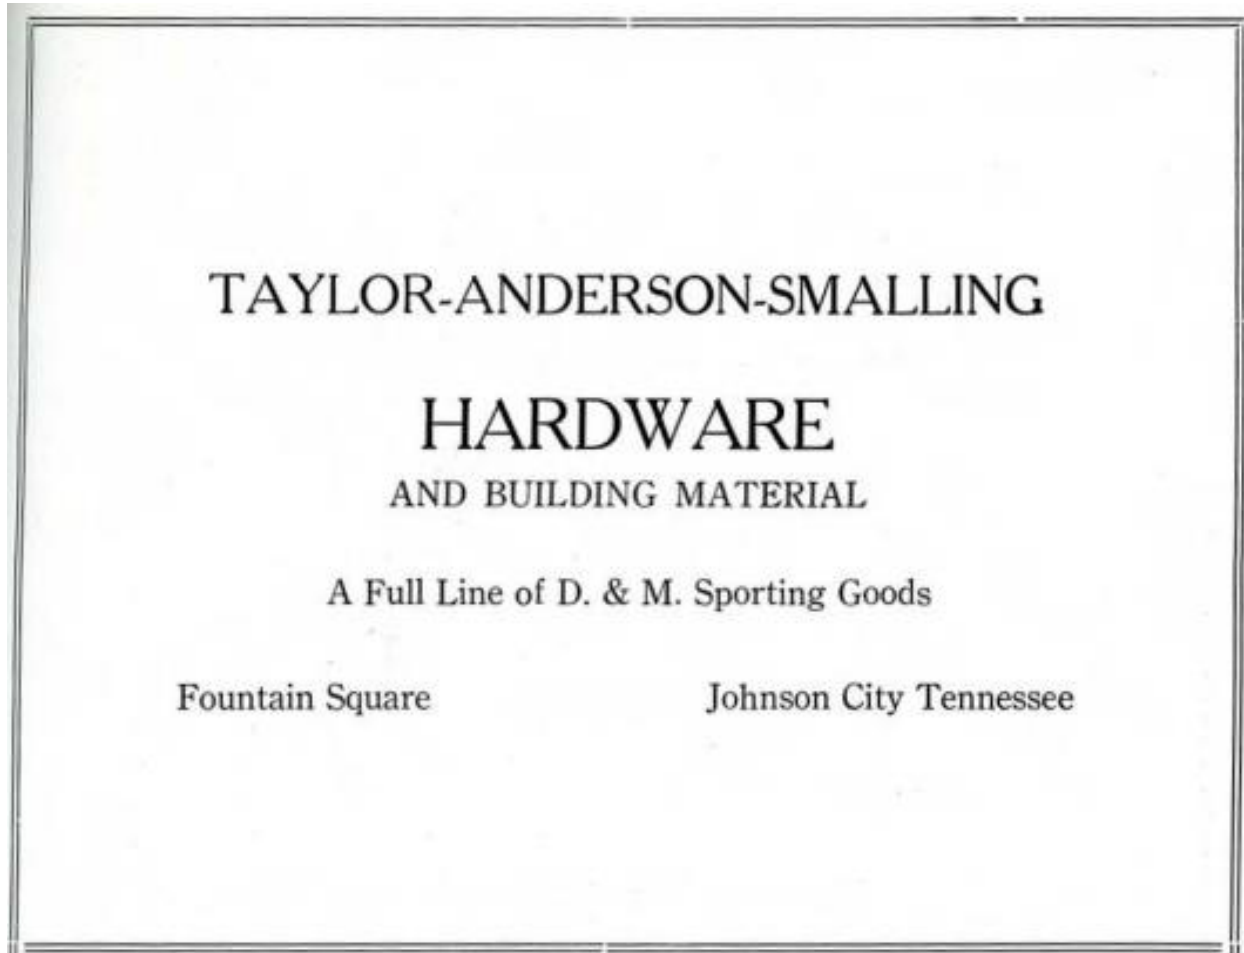 TAYLOR-ANDERSON-SMALLING
HARDWARE
AND BUILDING MATERIAL
A Full Line of D. & M. Sporting Goods
Fountain Square Johnson City Tennessee